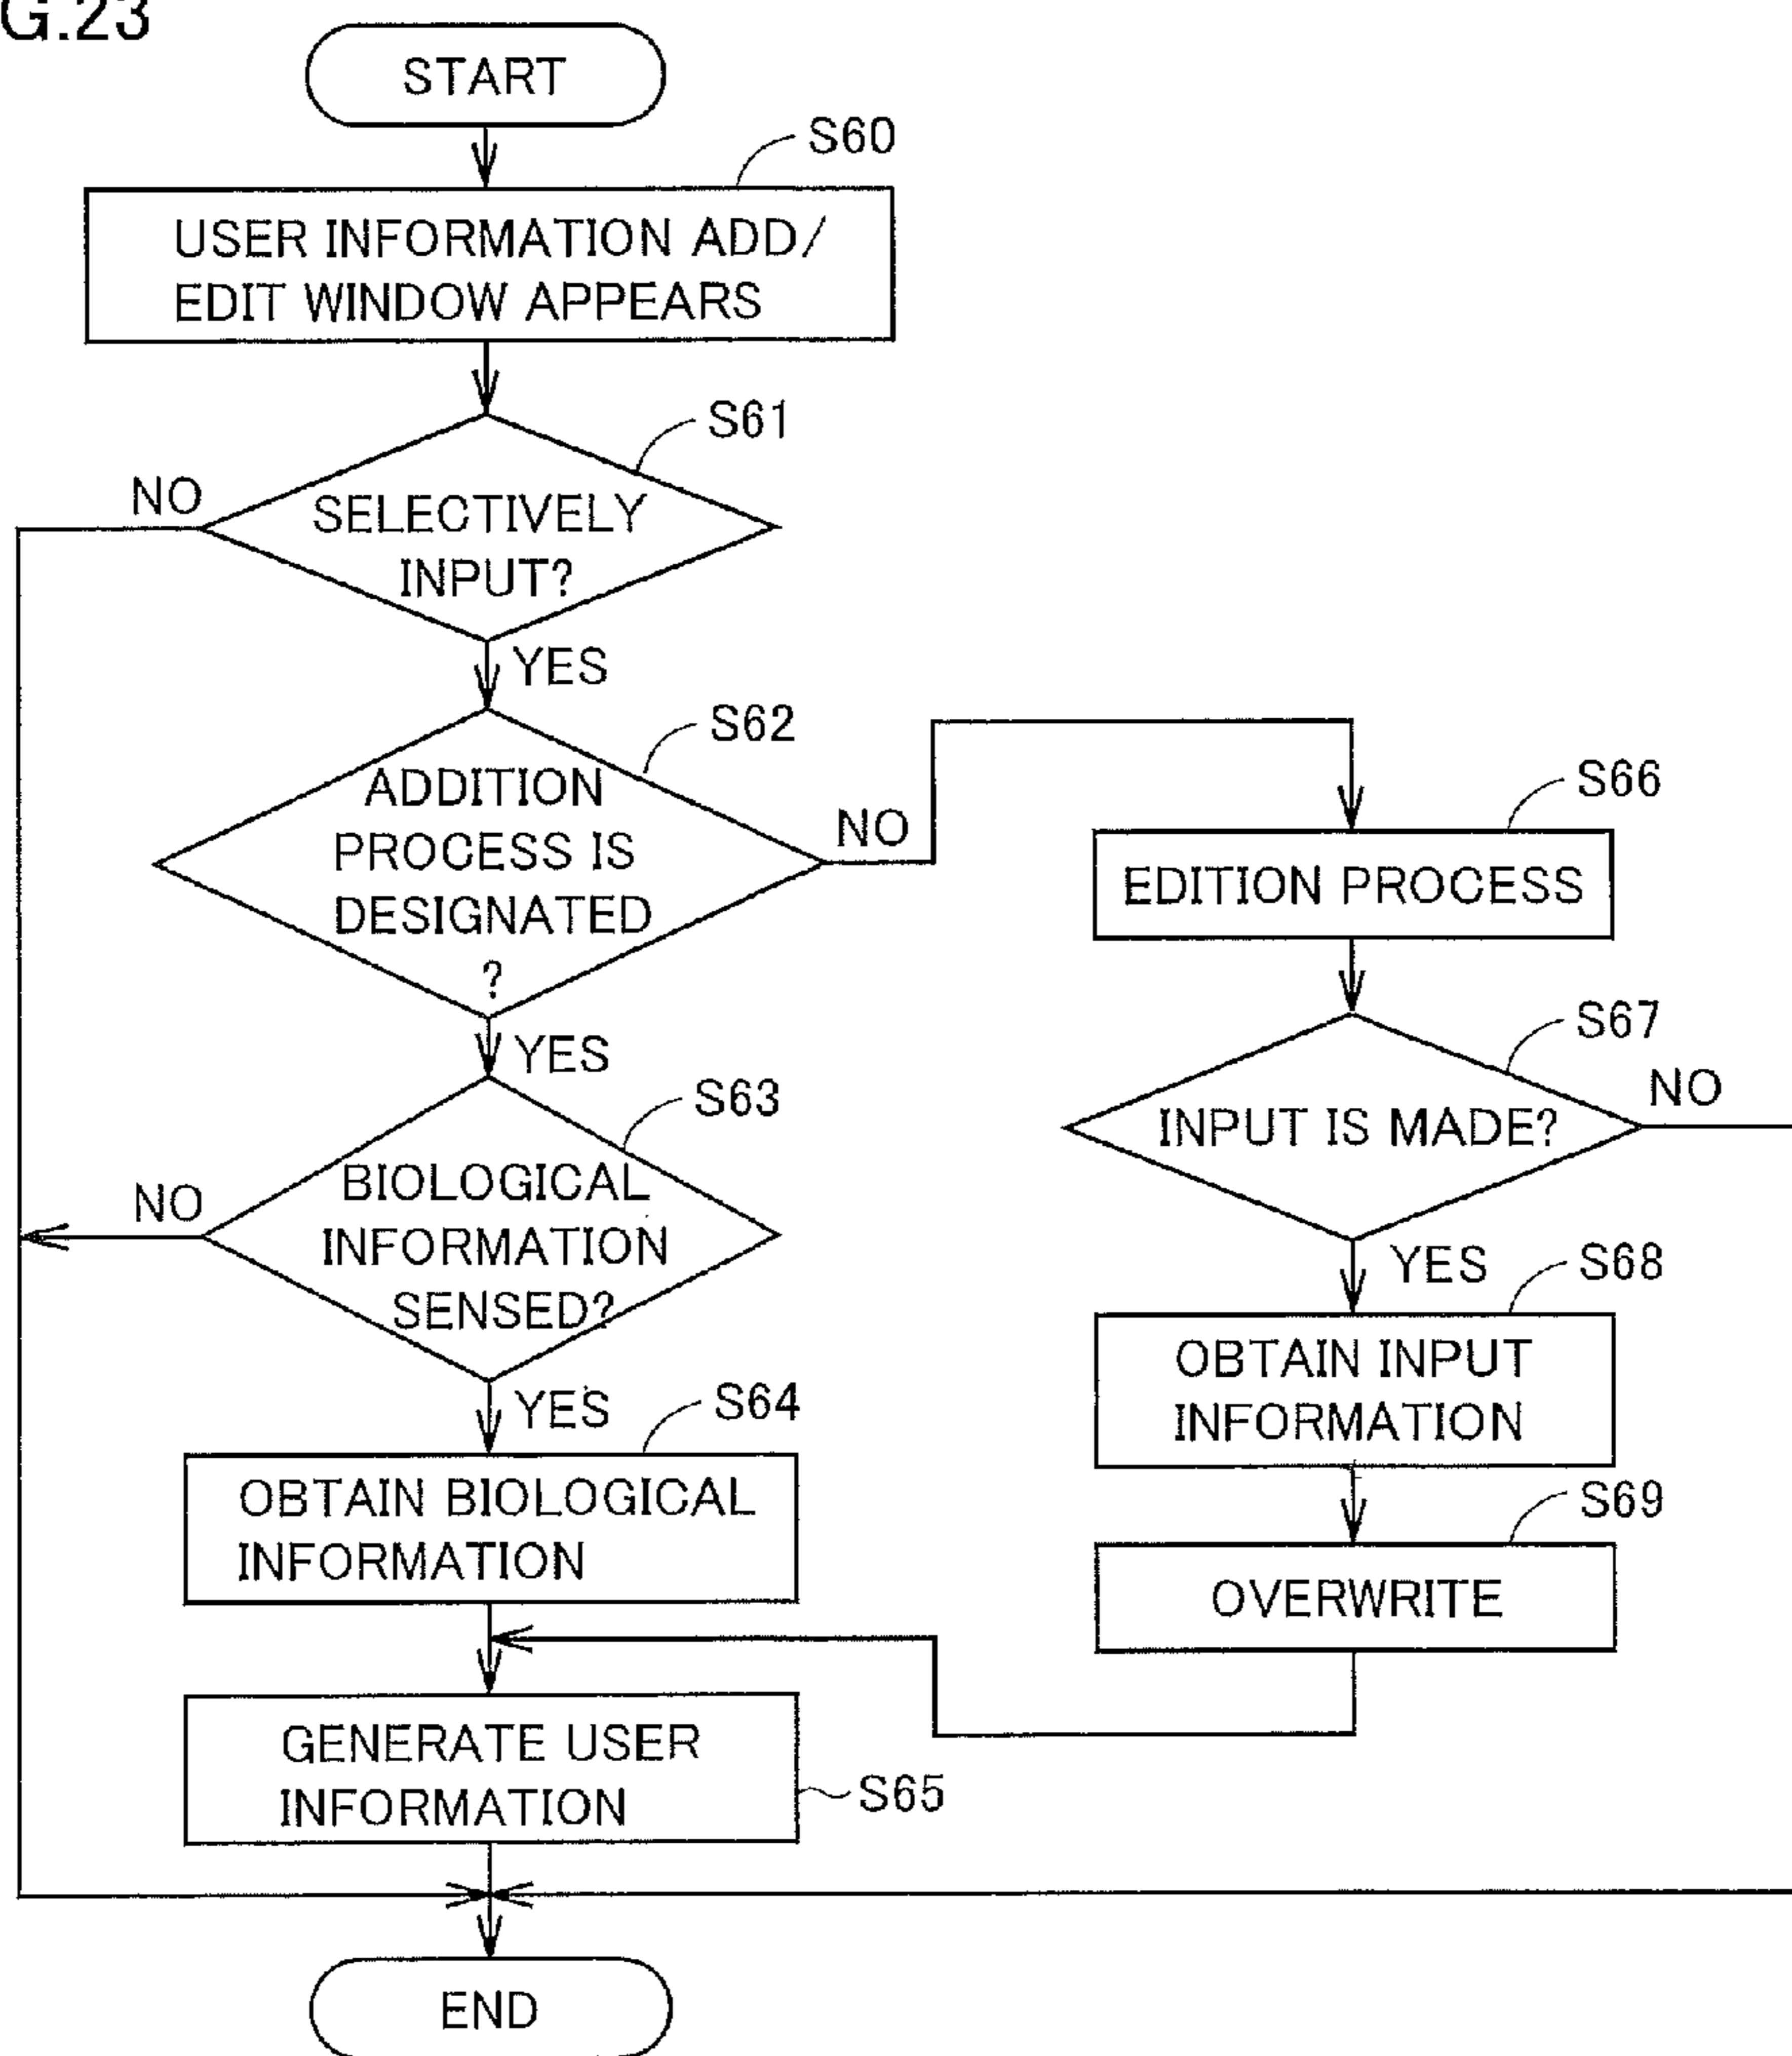 G.23
START
S60
USER INFORMATION ADD/
EDIT WINDOW APPEARS
S61
NO
SELECTIVELY
INPUT?
YES
S62
ADDITION
PROCESS IS
DESIGNATED
?
NO
YES
S63
NO
BIOLOGICAL
INFORMATION
SENSED?
YES
S64
OBTAIN BIOLOGICAL
INFORMATION
GENERATE USER
INFORMATION
S65
END
S66
EDITION PROCESS
S67
NO
INPUT IS MADE?
YES
S68
OBTAIN INPUT
INFORMATION
S69
OVERWRITE